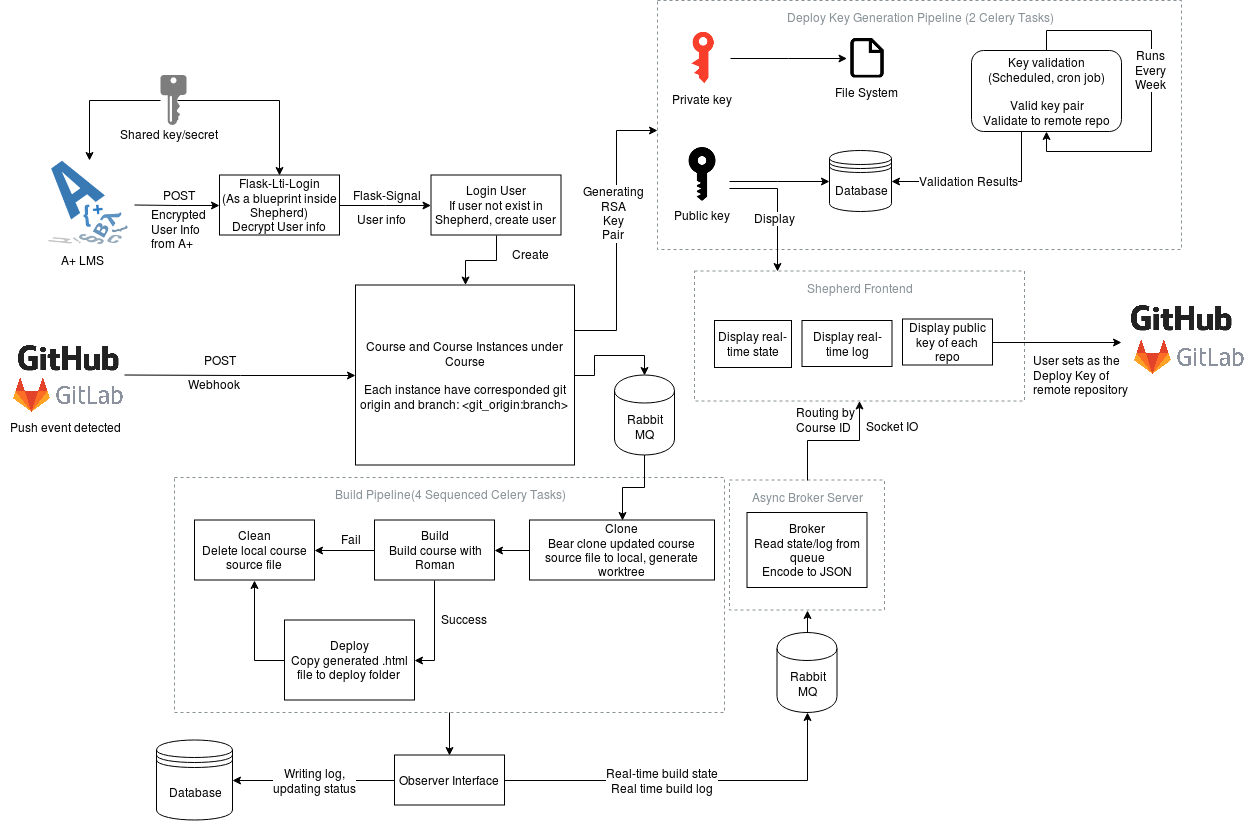 Deploy Key Generation Pipeline (2 Celery Tasks)
Private key
File System
Key validation
(Scheduled, cron job)
Valid key pair
Validate to remote repo
Runs
Every
Week
Public key
Database
Validation Results
Display
Shared key/secret
A+ LMS
POST
Encrypted
User Info
from A+
Flask-Lti-Login
(As a blueprint inside
Shepherd)
Decrypt User info
Flask-Signal
User info
Login User
If user not exist in
Shepherd, create user
Create
Generating
RSA
Key
Pair
Shepherd Frontend
Display real-
time state
Display real-
time log
Display public
key of each
repo
GitHub
GitLab
User sets as the
Deploy Key of
remote repository
GitHub
GitLab
Push event detected
POST
Webhook
Course and Course Instances under
Course
Each instance have corresponded git
origin and branch: <git_origin:branch>
Rabbit
MQ
Routing by
Course ID
Socket IO
Build Pipeline(4 Sequenced Celery Tasks)
Clean
Delete local course
source file
Fail
Build
Build course with
Roman
Clone
Bear clone updated course
source file to local, generate
worktree
Success
Deploy
Copy generated .html
file to deploy folder
Async Broker Server
Broker
Read state/log from
queue
Encode to JSON
Rabbit
MQ
Database
Writing log,
updating status
Observer Interface
Real-time build state
Real time build log